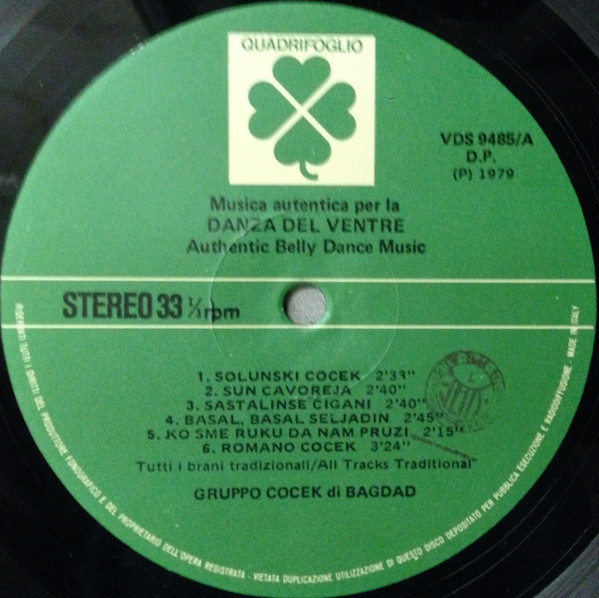 QUADRIFOGLIO
VDS 9485/A
D.P.
(P) 1979
Musica autentica per la
DANZA DEL VENTRE
Authentic Belly Dance Music
STEREO 33 ⅓ rpm
1. SOLUNSKI COCEK 2'33''
2. SUN CAVOREJA 2'40''
3. SASTALINSE CIGANI 2'40''
4. BASAL, BASAL SELJADIN 2'45''
5. KO SME RUKU DA NAM PRUZI 2'15''
6. ROMANO COCEK 3'24''
Tutti i brani tradizionali/All Tracks Traditional"
GRUPPO COCEK di BAGDAD
RISERVATI TUTTI I DIRITTI DEL PRODUTTORE FONOGRAFICO E DEL PROPRIETARIO DELL'OPERA REGISTRATA - VIETATA DUPLICAZIONE UTILIZZAZIONE DI QUESTO DISCO DEPOSITATO PER PUBBLICA ESECUZIONE E RADIODIFFUSIONE - MADE IN ITALY